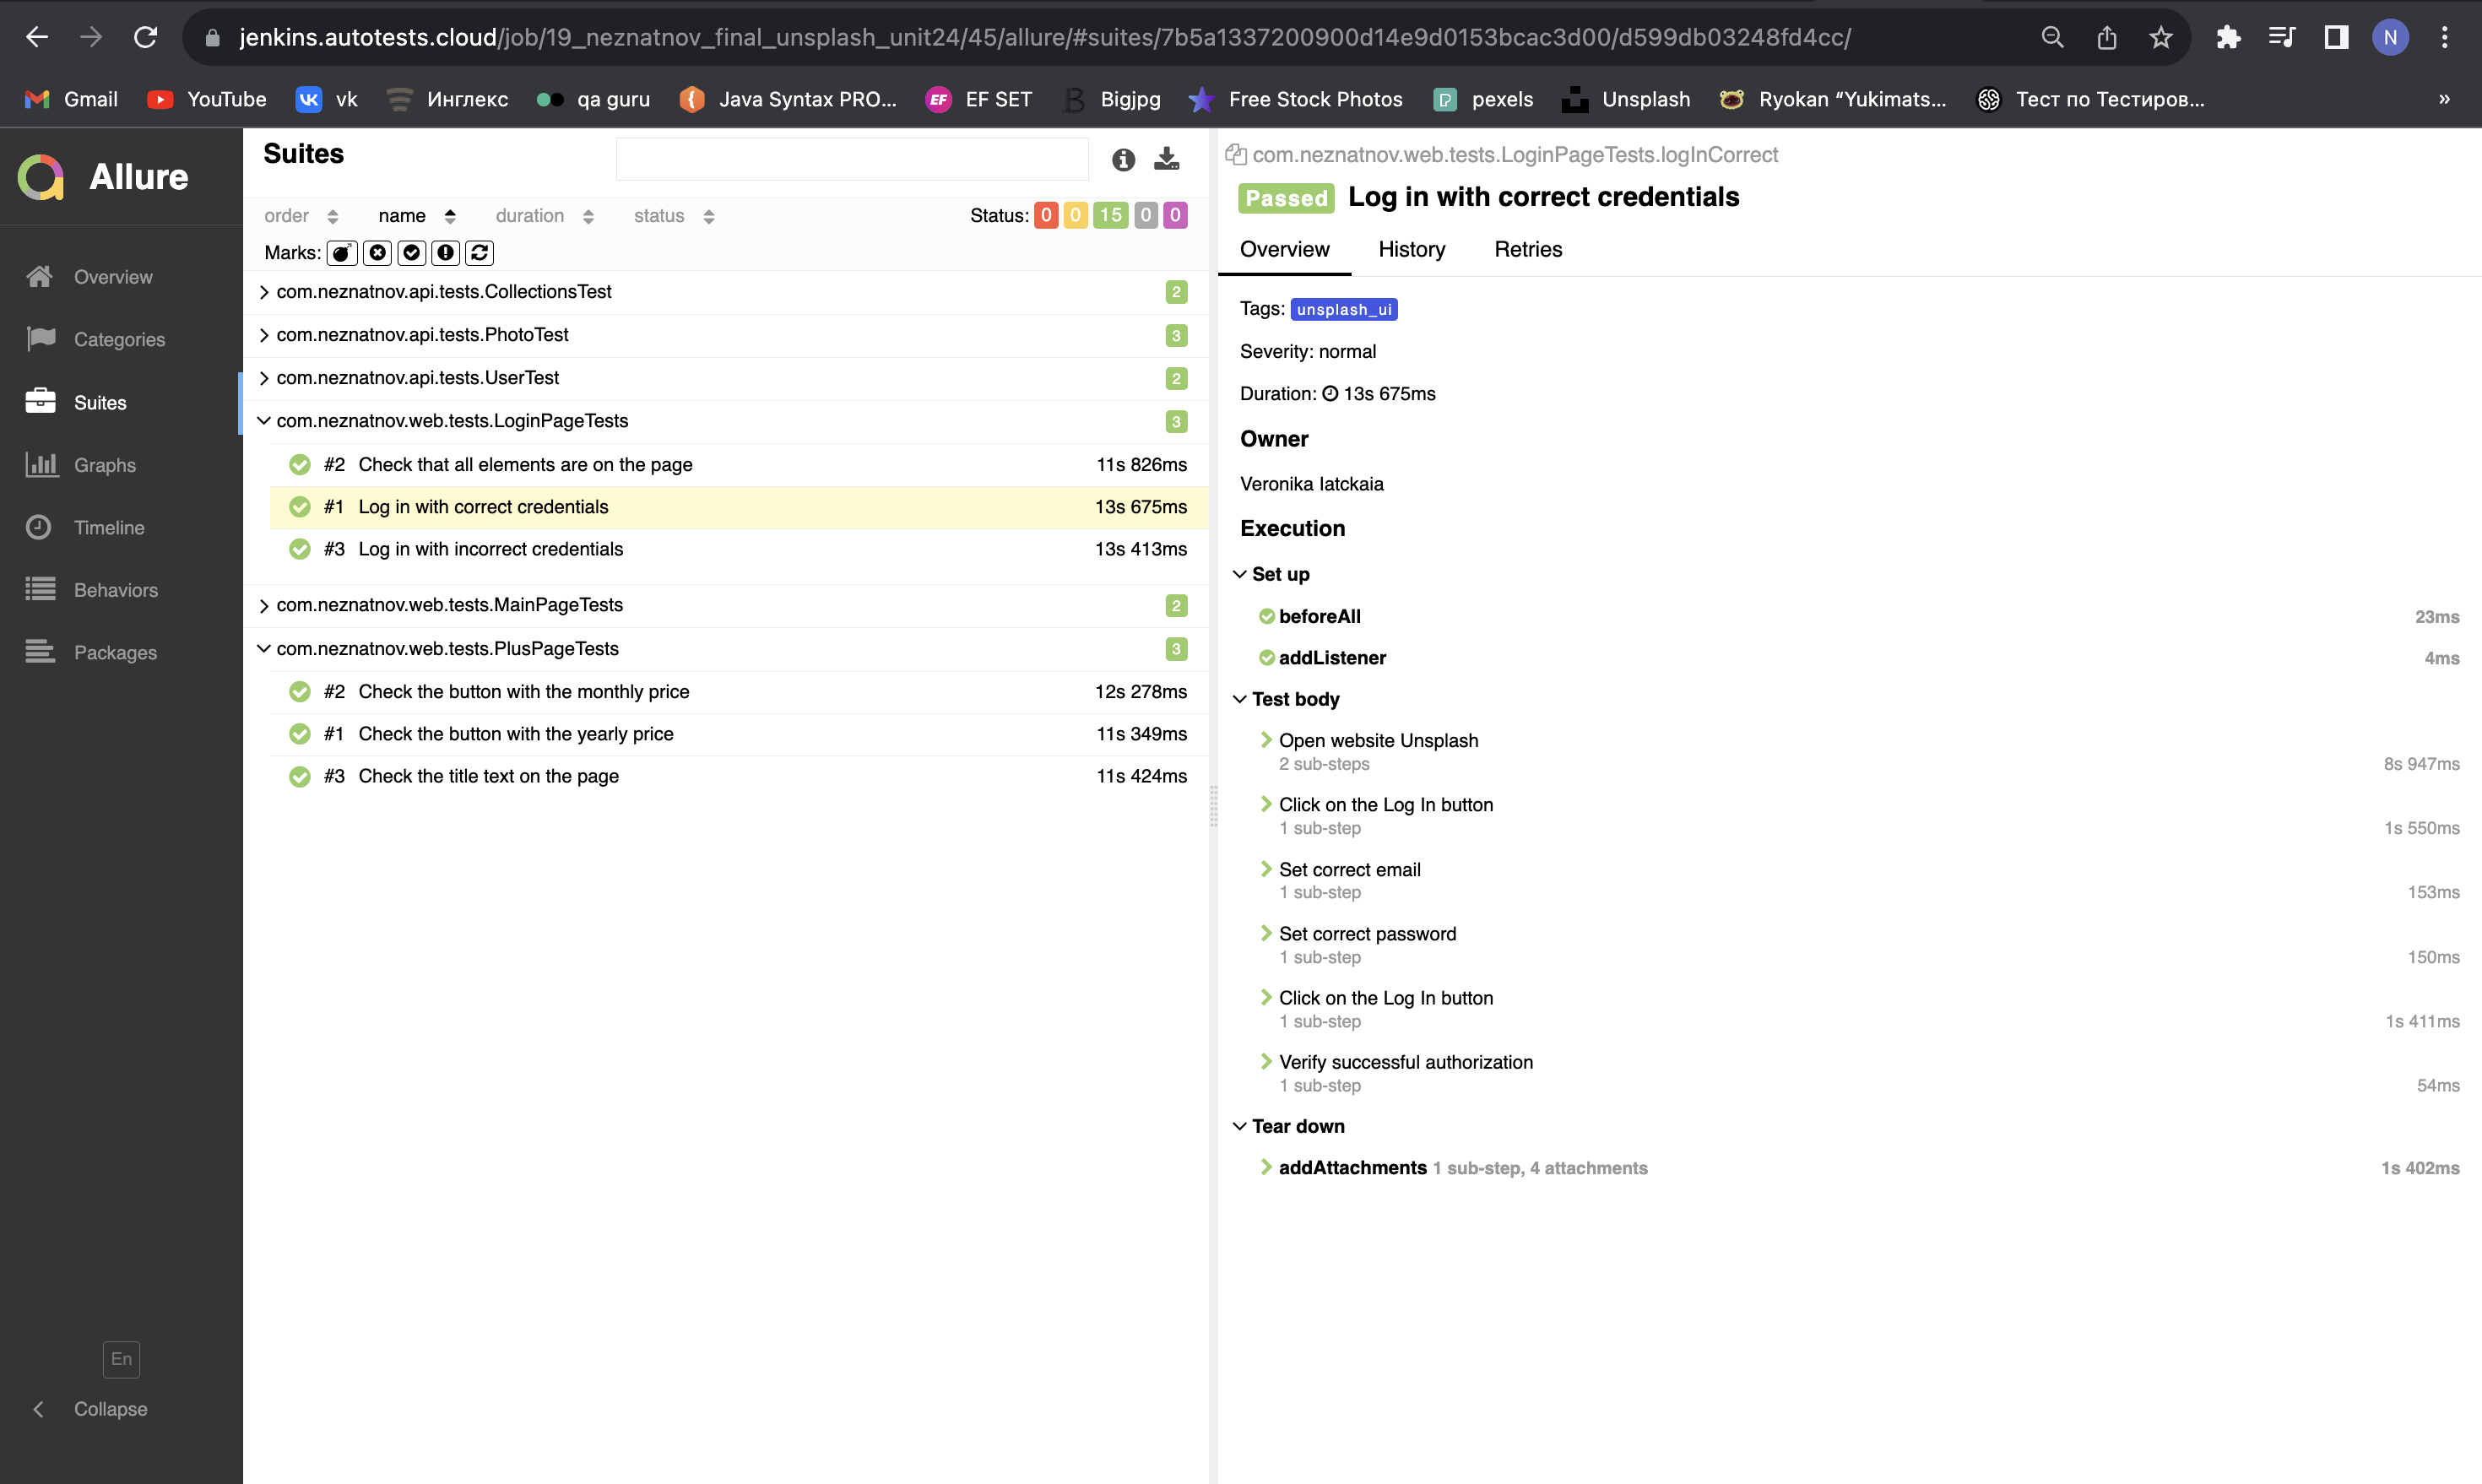 jenkins.autotests.cloud/job/19_neznatnov_final_unsplash_unit24/45/allure/#suites/7b5a1337200900d14e9d0153bcac3d00/d599db03248fd4cc/
N
Gmail YouTube vk Инглекс qa guru Java Syntax PRO... EF SET Bigjpg Free Stock Photos pexels Unsplash Ryokan “Yukimats... Тест по Тестиров... »
Allure
Overview
Categories
Suites
Graphs
Timeline
Behaviors
Packages
En
Collapse
Suites
order name duration status Status: 0 0 15 0 0
Marks:
com.neznatnov.api.tests.CollectionsTest 2
com.neznatnov.api.tests.PhotoTest 3
com.neznatnov.api.tests.UserTest 2
com.neznatnov.web.tests.LoginPageTests 3
#2 Check that all elements are on the page 11s 826ms
#1 Log in with correct credentials 13s 675ms
#3 Log in with incorrect credentials 13s 413ms
com.neznatnov.web.tests.MainPageTests 2
com.neznatnov.web.tests.PlusPageTests 3
#2 Check the button with the monthly price 12s 278ms
#1 Check the button with the yearly price 11s 349ms
#3 Check the title text on the page 11s 424ms
com.neznatnov.web.tests.LoginPageTests.logInCorrect
Passed Log in with correct credentials
Overview History Retries
Tags: unsplash_ui
Severity: normal
Duration: 13s 675ms
Owner
Veronika Iatckaia
Execution
Set up
beforeAll 23ms
addListener 4ms
Test body
Open website Unsplash
2 sub-steps 8s 947ms
Click on the Log In button
1 sub-step 1s 550ms
Set correct email
1 sub-step 153ms
Set correct password
1 sub-step 150ms
Click on the Log In button
1 sub-step 1s 411ms
Verify successful authorization
1 sub-step 54ms
Tear down
addAttachments 1 sub-step, 4 attachments 1s 402ms